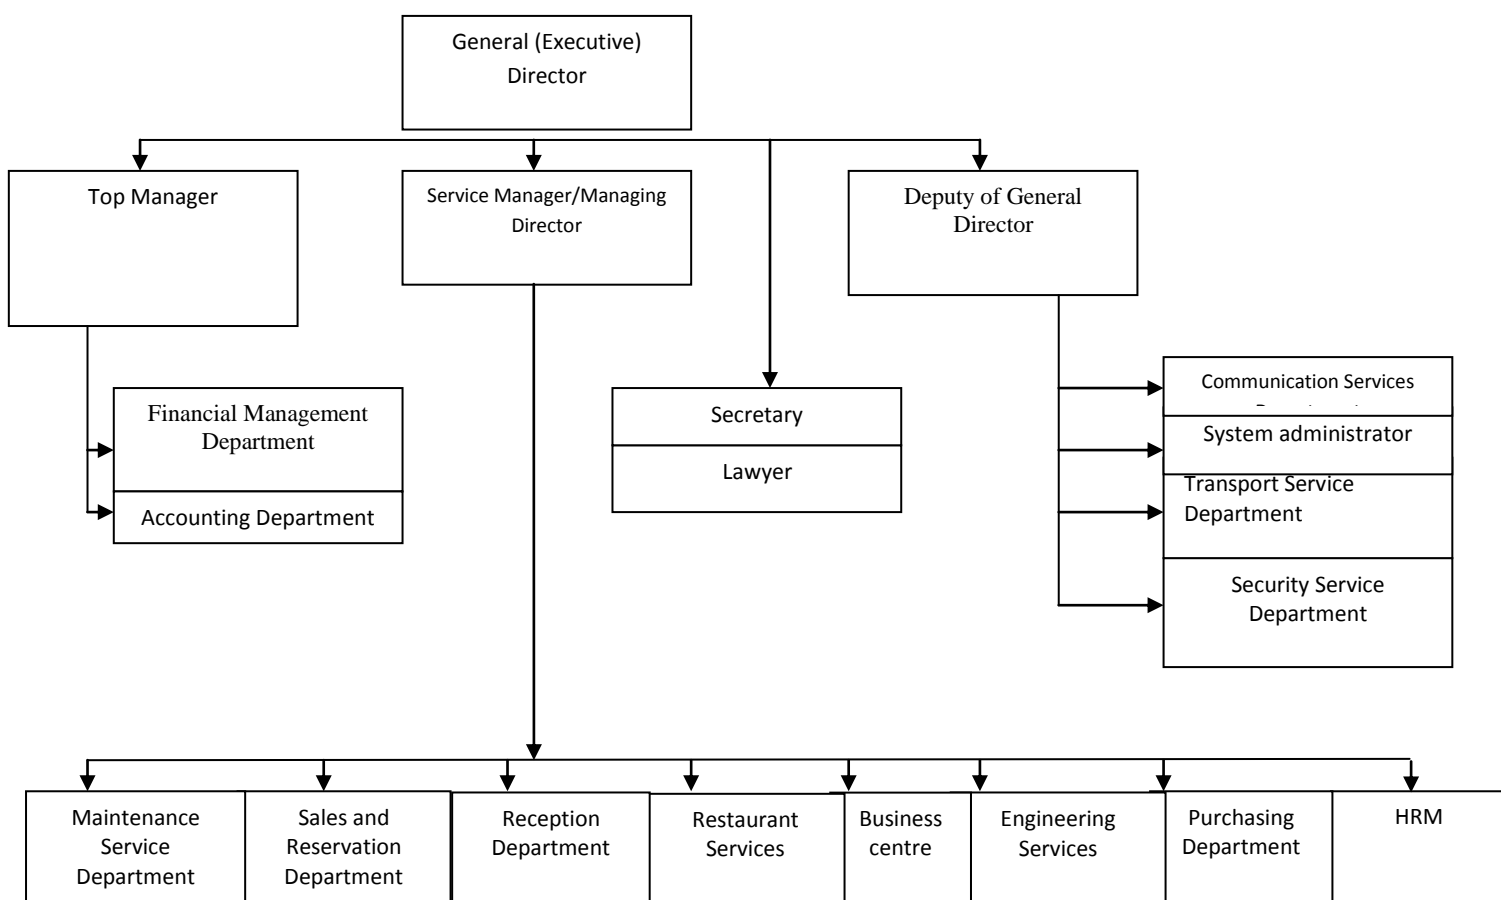 General (Executive)
Director
Top Manager
Service Manager/Managing
Director
Deputy of General
Director
Financial Management
Department
Accounting Department
Secretary
Lawyer
Communication Services
System administrator
Transport Service
Department
Security Service
Department
Maintenance
Service
Department
Sales and
Reservation
Department
Reception
Department
Restaurant
Services
Business
centre
Engineering
Services
Purchasing
Department
HRM